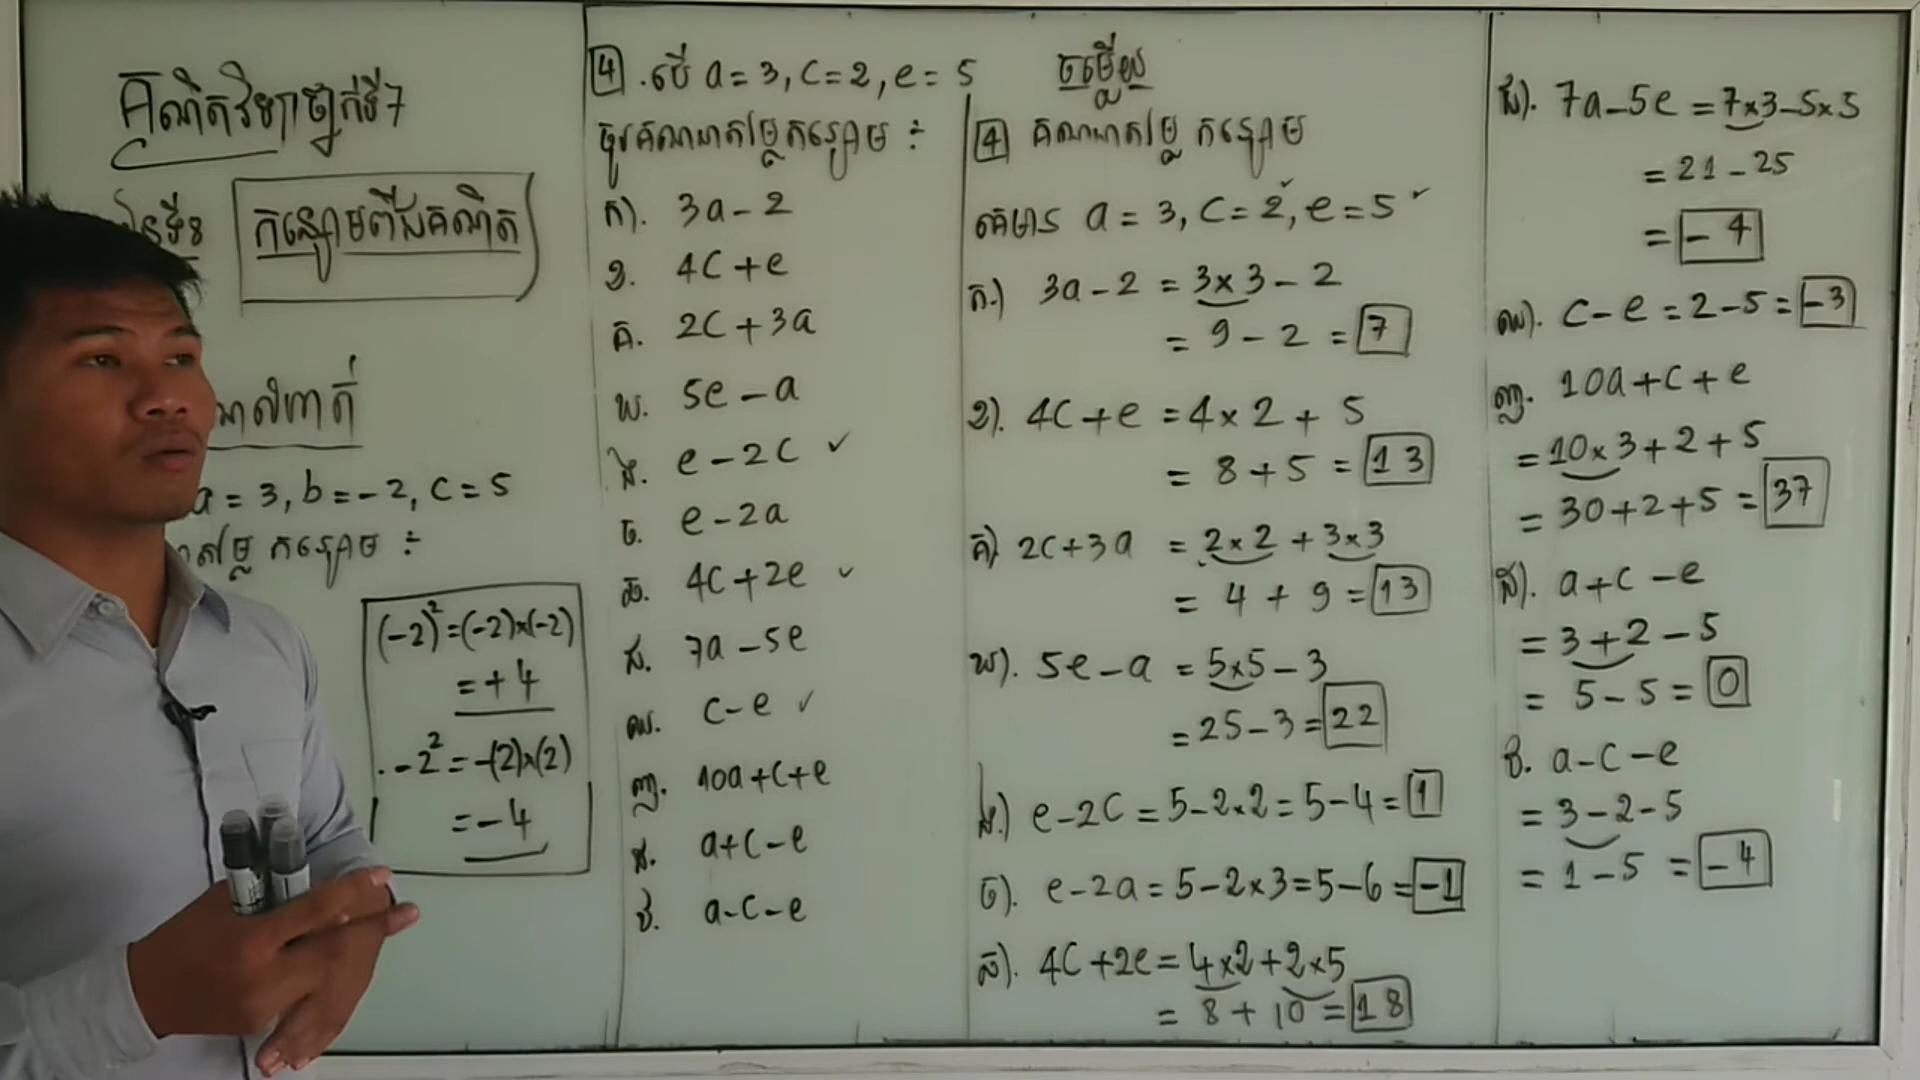 គណិតវិទ្យាថ្នាក់ទី7
នទី8
កន្សោមពីជគណិត
a = 3, b = -2, c = 5
តម្លៃ កន្សោម ÷
(-2)² = (-2)×(-2)
= + 4
. -2² = -(2)×(2)
= - 4
4 . បើ a = 3, c = 2, e = 5
ចូរគណនាតម្លៃកន្សោម ÷
ក). 3a - 2
ខ. 4c + e
គ. 2c + 3a
ឃ. 5e - a
ង. e - 2c ✓
ច. e - 2a
ឆ. 4c + 2e ✓
ជ. 7a - 5e
ឈ. c - e ✓
ញ. 10a + c + e
ដ. a + c - e
ឋ. a - c - e
ចម្លើយ
4 គណនាតម្លៃ កន្សោម
គេមាន a = 3, c = 2, e = 5
ក.) 3a - 2 = 3 × 3 - 2
= 9 - 2 = 7
ខ). 4c + e = 4 × 2 + 5
= 8 + 5 = 13
គ) 2c + 3a = 2 × 2 + 3 × 3
= 4 + 9 = 13
ឃ). 5e - a = 5×5 - 3
= 25 - 3 = 22
ង.) e - 2c = 5 - 2×2 = 5 - 4 = 1
ច). e - 2a = 5 - 2×3 = 5 - 6 = -1
ឆ). 4c + 2e = 4×2 + 2×5
= 8 + 10 = 18
ជ). 7a - 5e = 7×3 - 5×5
= 21 - 25
= - 4
ឈ). c - e = 2 - 5 = -3
ញ. 10a + c + e
= 10×3 + 2 + 5
= 30 + 2 + 5 = 37
ដ). a + c - e
= 3 + 2 - 5
= 5 - 5 = 0
ឋ. a - c - e
= 3 - 2 - 5
= 1 - 5 = - 4